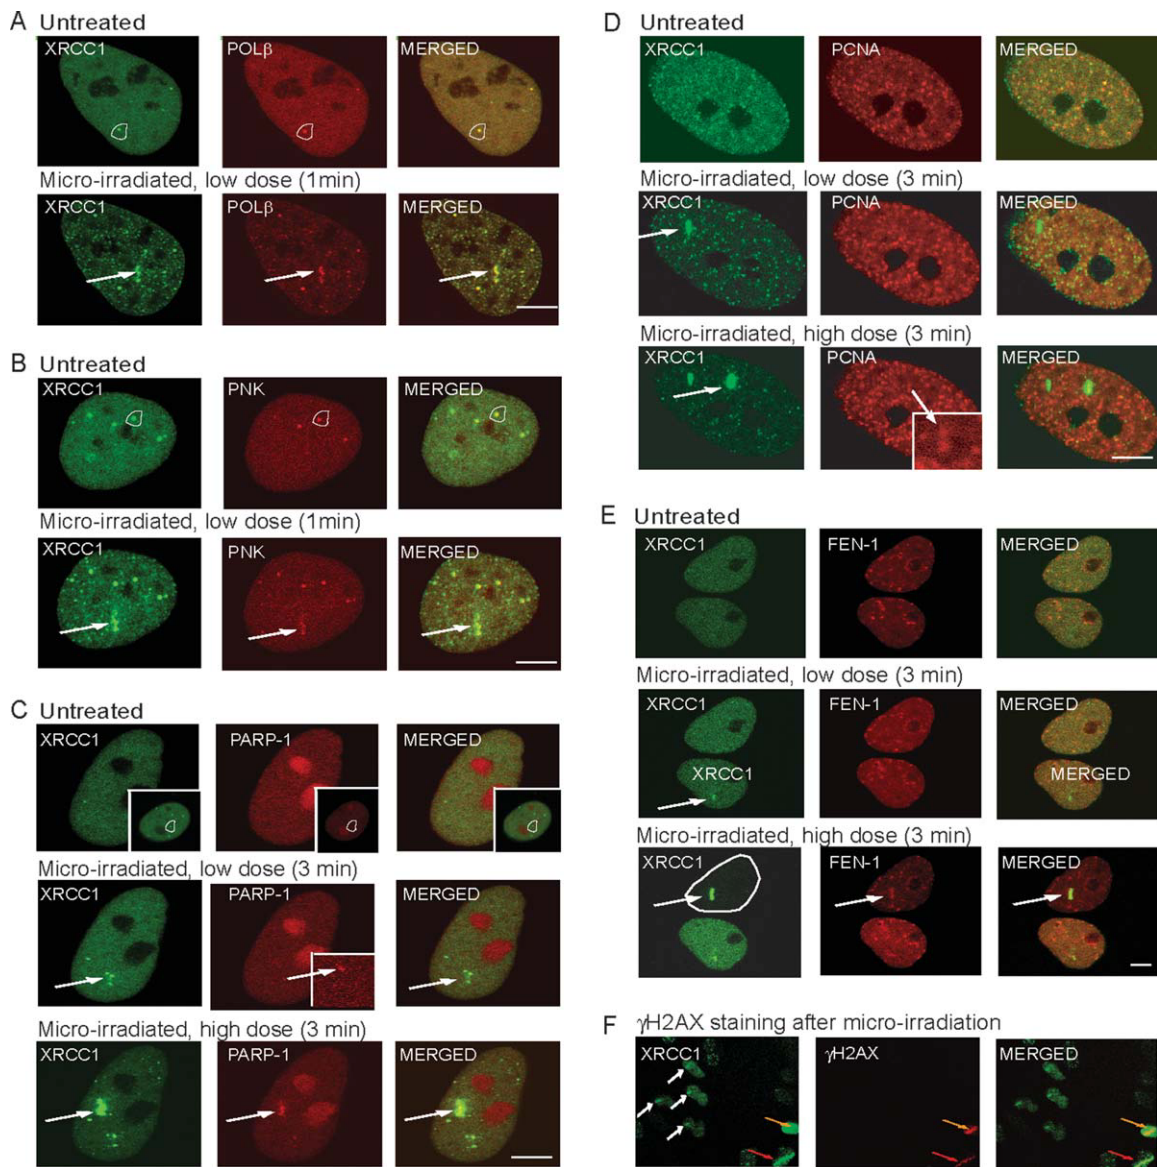 A Untreated
XRCC1 POLβ MERGED
Micro-irradiated, low dose (1min)
XRCC1 POLβ MERGED
B Untreated
XRCC1 PNK MERGED
Micro-irradiated, low dose (1min)
XRCC1 PNK MERGED
C Untreated
XRCC1 PARP-1 MERGED
Micro-irradiated, low dose (3 min)
XRCC1 PARP-1 MERGED
Micro-irradiated, high dose (3 min)
XRCC1 PARP-1 MERGED
D Untreated
XRCC1 PCNA MERGED
Micro-irradiated, low dose (3 min)
XRCC1 PCNA MERGED
Micro-irradiated, high dose (3 min)
XRCC1 PCNA MERGED
E Untreated
XRCC1 FEN-1 MERGED
Micro-irradiated, low dose (3 min)
XRCC1 FEN-1 MERGED
XRCC1 MERGED
Micro-irradiated, high dose (3 min)
XRCC1 FEN-1 MERGED
F γH2AX staining after micro-irradiation
XRCC1 γH2AX MERGED